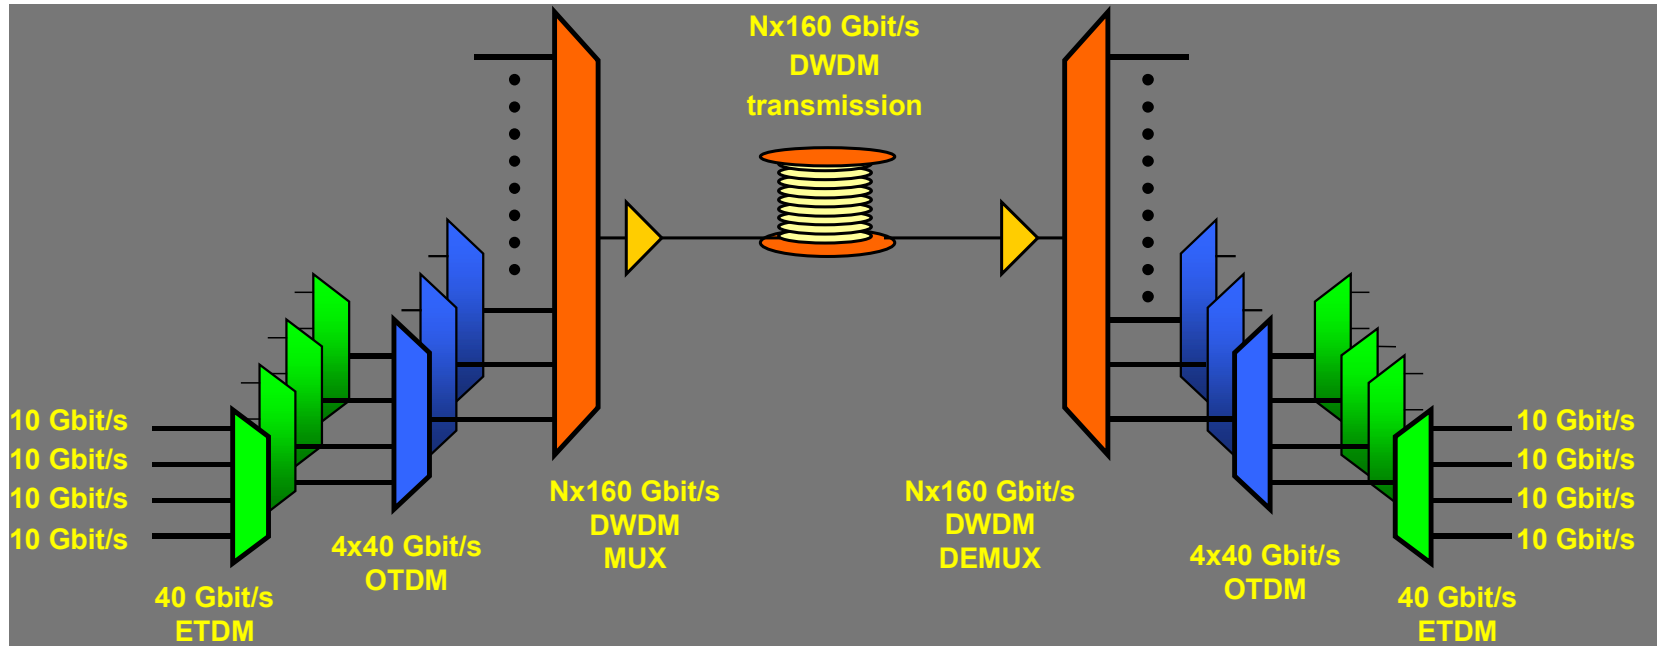 Nx160 Gbit/s
DWDM
transmission
10 Gbit/s
10 Gbit/s
10 Gbit/s
10 Gbit/s
40 Gbit/s
ETDM
4x40 Gbit/s
OTDM
Nx160 Gbit/s
DWDM
MUX
Nx160 Gbit/s
DWDM
DEMUX
4x40 Gbit/s
OTDM
40 Gbit/s
ETDM
10 Gbit/s
10 Gbit/s
10 Gbit/s
10 Gbit/s